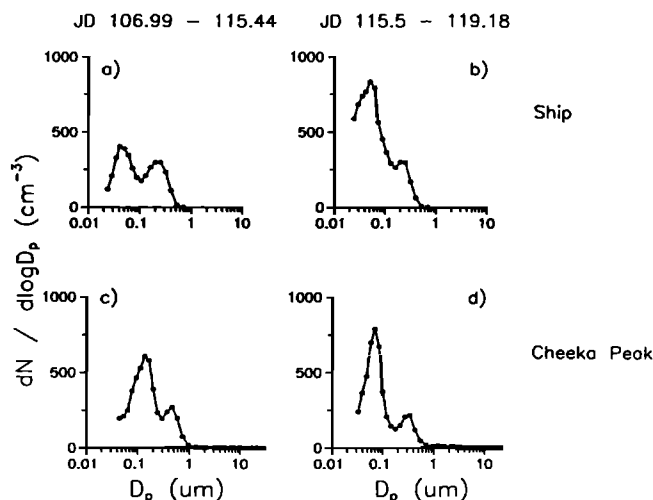 JD 106.99 - 115.44 JD 115.5 - 119.18
dN / dlogDp (cm⁻³)
a)
1000
500
0
0.01 0.1 1 10
b)
1000
500
0
0.01 0.1 1 10
Ship
c)
1000
500
0
0.01 0.1 1 10
Dp (um)
d)
1000
500
0
0.01 0.1 1 10
Dp (um)
Cheeka Peak